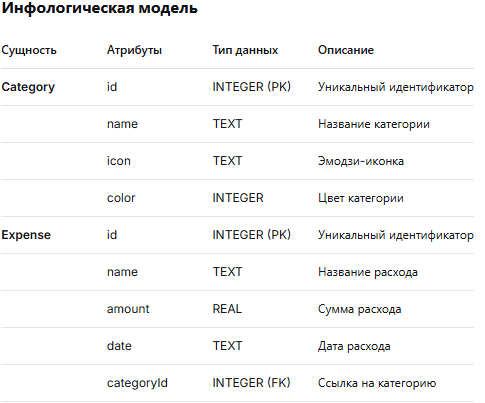 Инфологическая модель
Сущность Атрибуты Тип данных Описание
Category id INTEGER (PK) Уникальный идентификатор
name TEXT Название категории
icon TEXT Эмодзи-иконка
color INTEGER Цвет категории
Expense id INTEGER (PK) Уникальный идентификатор
name TEXT Название расхода
amount REAL Сумма расхода
date TEXT Дата расхода
categoryId INTEGER (FK) Ссылка на категорию